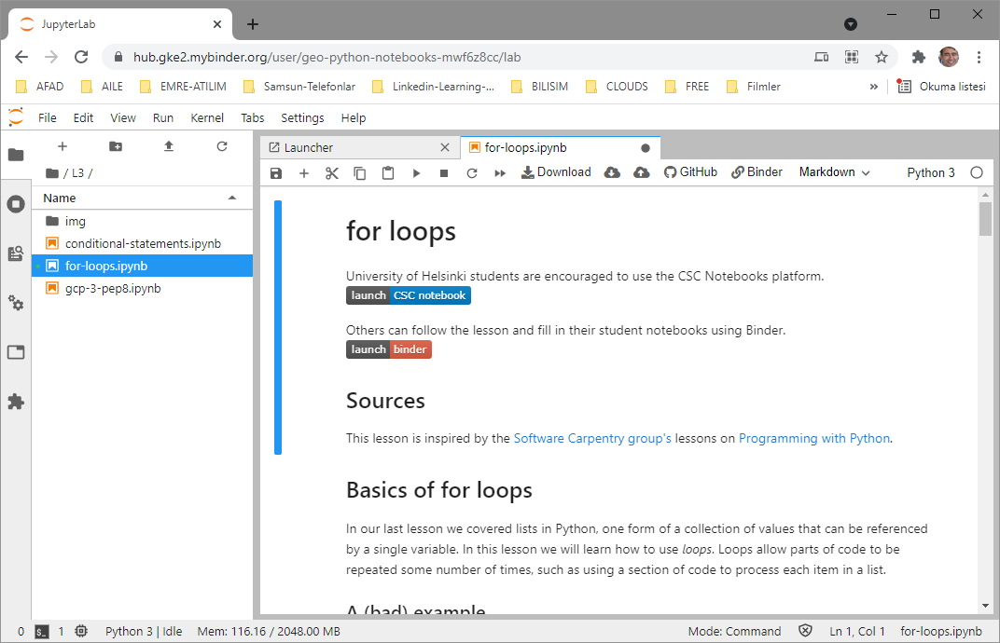 JupyterLab
hub.gke2.mybinder.org/user/geo-python-notebooks-mwf6z8cc/lab
AFAD AILE EMRE-ATILIM Samsun-Telefonlar Linkedin-Learning-... BILISIM CLOUDS FREE Filmler » Okuma listesi
File Edit View Run Kernel Tabs Settings Help
Launcher for-loops.ipynb
Download GitHub Binder Markdown Python 3
/ L3 /
Name
img
conditional-statements.ipynb
for-loops.ipynb
gcp-3-pep8.ipynb
for loops
University of Helsinki students are encouraged to use the CSC Notebooks platform.
launch CSC notebook
Others can follow the lesson and fill in their student notebooks using Binder.
launch binder
Sources
This lesson is inspired by the Software Carpentry group's lessons on Programming with Python.
Basics of for loops
In our last lesson we covered lists in Python, one form of a collection of values that can be referenced
by a single variable. In this lesson we will learn how to use loops. Loops allow parts of code to be
repeated some number of times, such as using a section of code to process each item in a list.
A (bad) example
0 $_ 1 Python 3 | Idle Mem: 116.16 / 2048.00 MB Mode: Command Ln 1, Col 1 for-loops.ipynb